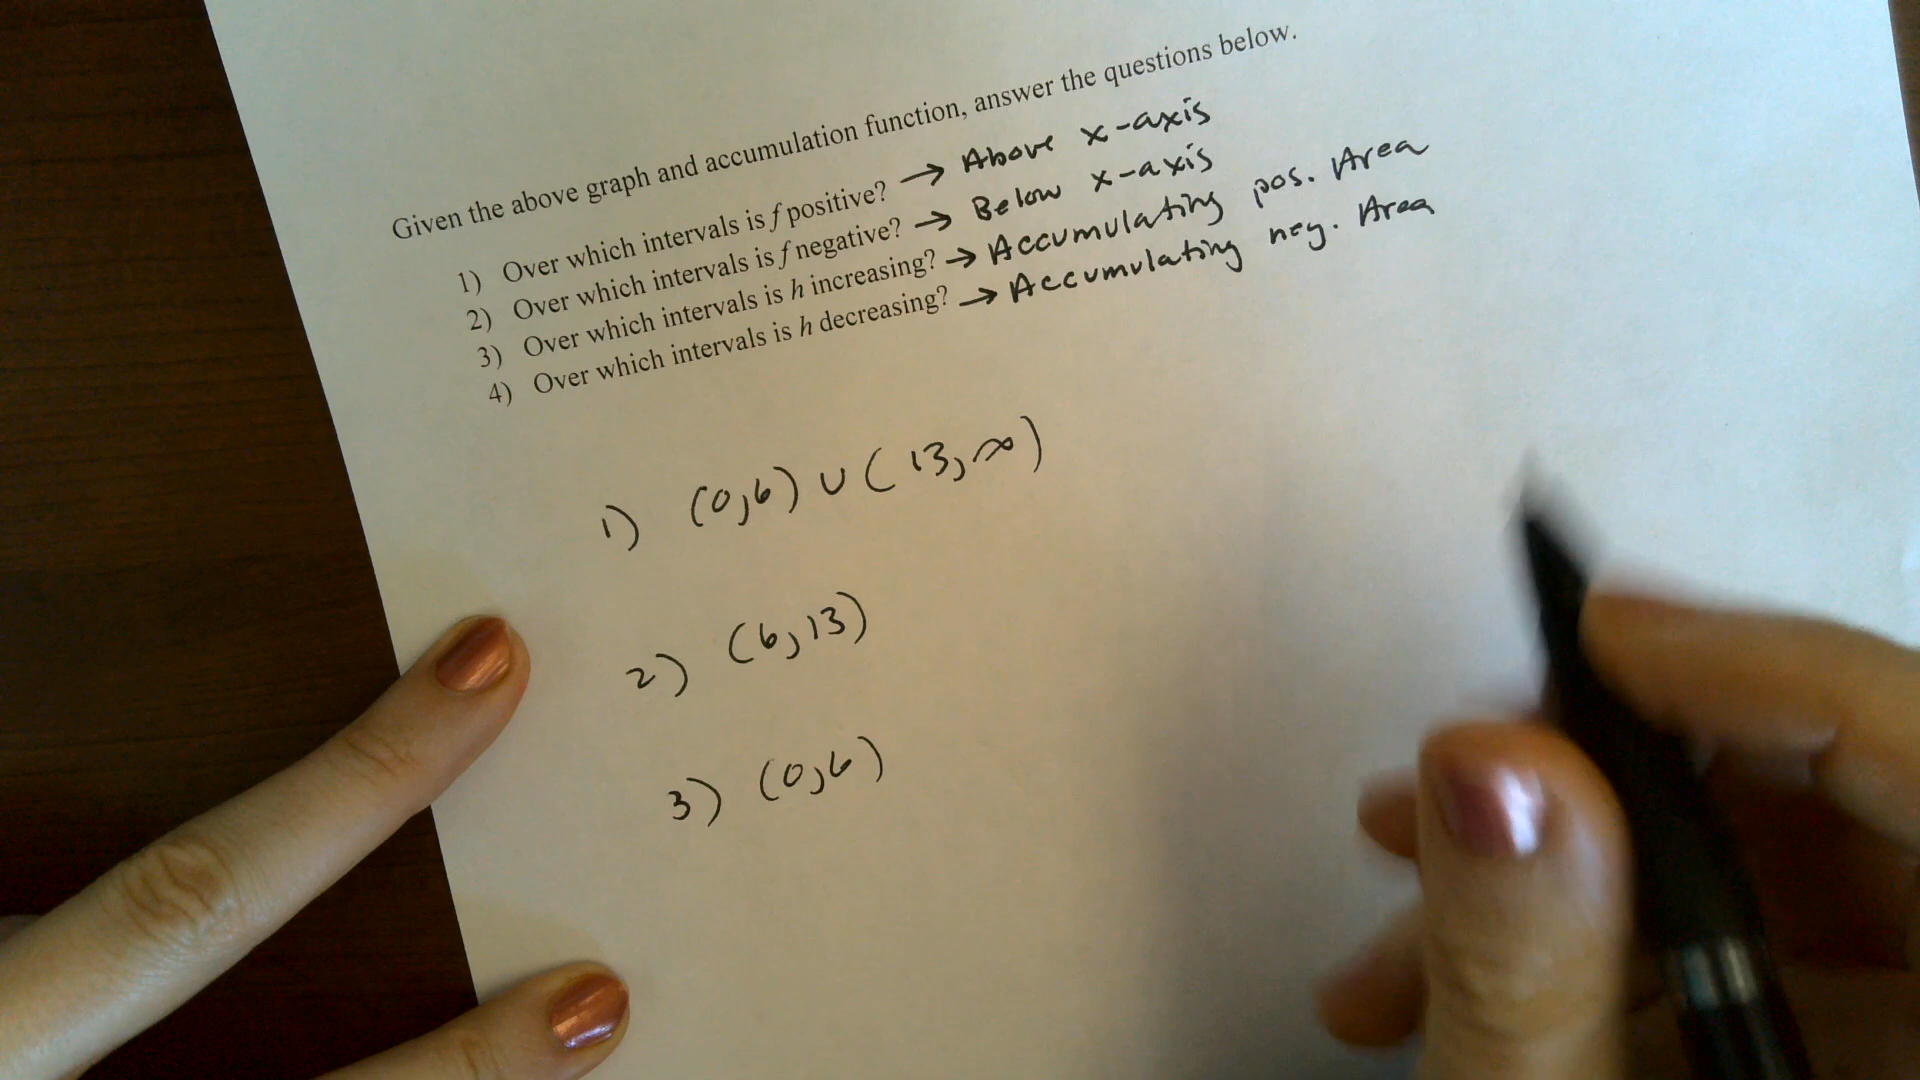 Given the above graph and accumulation function, answer the questions below.
1) Over which intervals is f positive? → Above x-axis
2) Over which intervals is f negative? → Below x-axis
3) Over which intervals is h increasing? → Accumulating pos. Area
4) Over which intervals is h decreasing? → Accumulating neg. Area
1) (0,6) ∪ (13,∞)
2) (6,13)
3) (0,6)